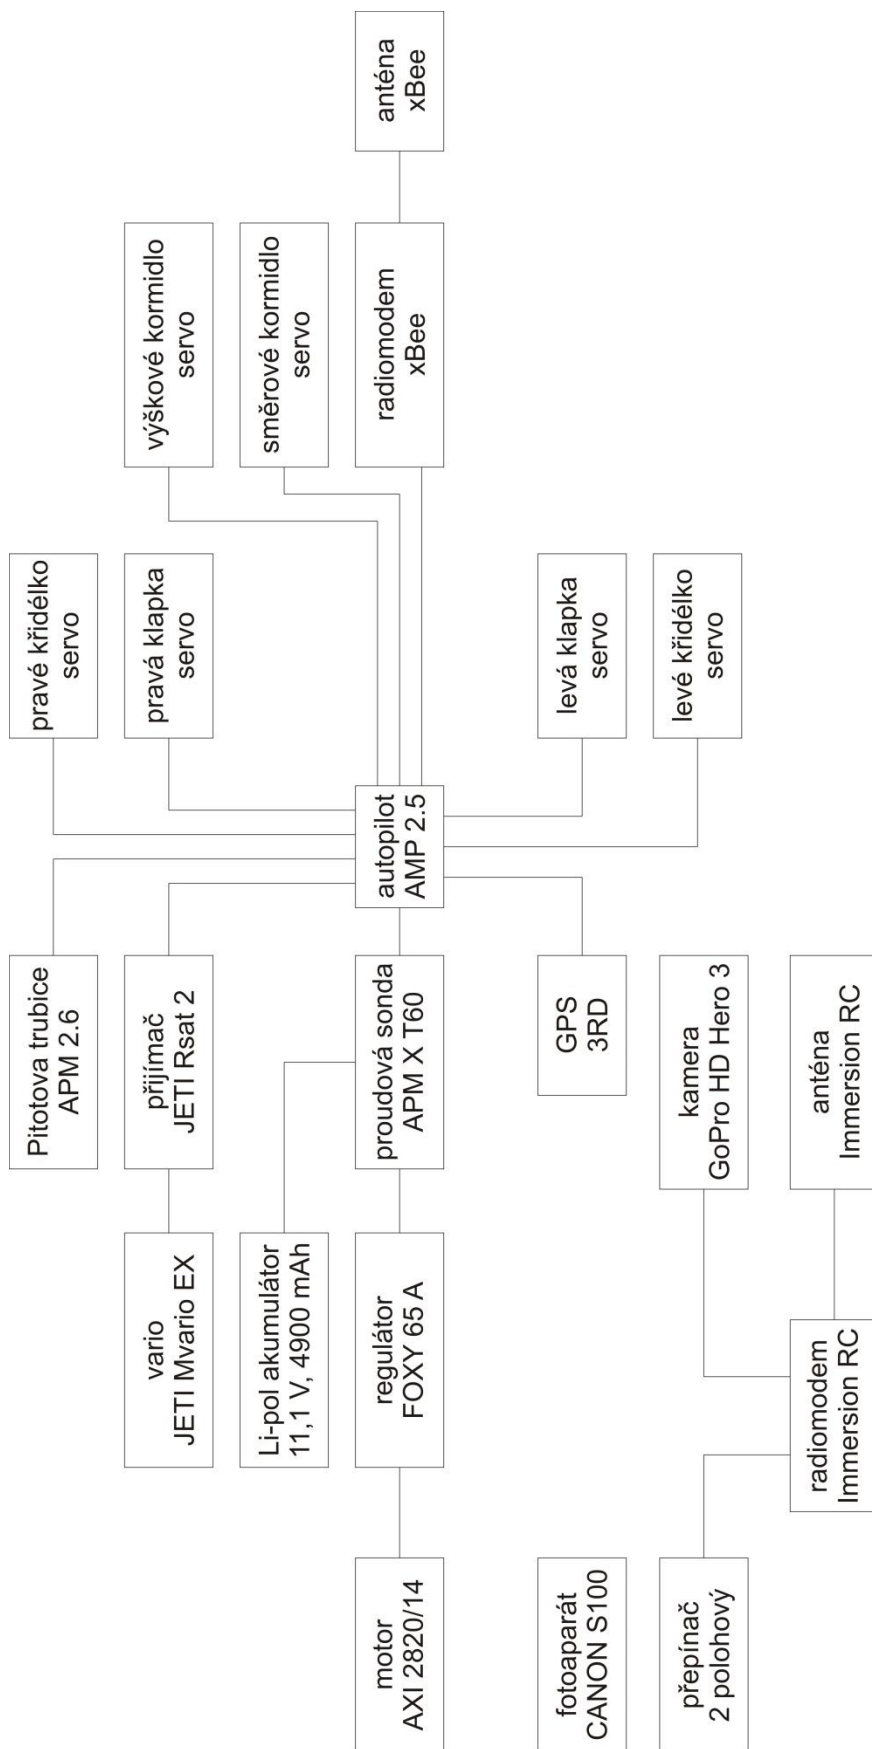 anténa
xBee
výškové kormidlo
servo
směrové kormidlo
servo
radiomodem
xBee
pravé křidélko
servo
pravá klapka
servo
levá klapka
servo
levé křidélko
servo
autopilot
AMP 2.5
Pitotova trubice
APM 2.6
přijímač
JETI Rsat 2
proudová sonda
APM X T60
GPS
3RD
kamera
GoPro HD Hero 3
anténa
Immersion RC
vario
JETI Mvario EX
Li-pol akumulátor
11,1 V, 4900 mAh
regulátor
FOXY 65 A
radiomodem
Immersion RC
motor
AXI 2820/14
fotoaparát
CANON S100
přepínač
2 polohový